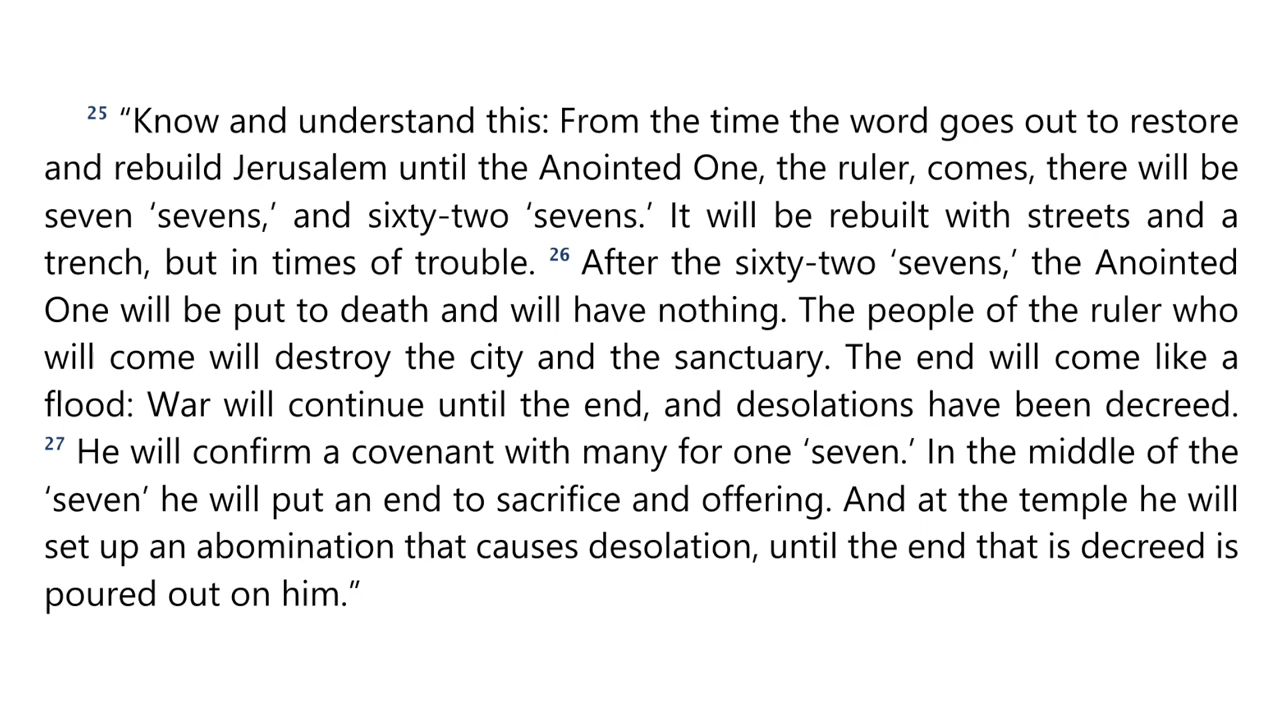 25 “Know and understand this: From the time the word goes out to restore
and rebuild Jerusalem until the Anointed One, the ruler, comes, there will be
seven ‘sevens,’ and sixty-two ‘sevens.’ It will be rebuilt with streets and a
trench, but in times of trouble. 26 After the sixty-two ‘sevens,’ the Anointed
One will be put to death and will have nothing. The people of the ruler who
will come will destroy the city and the sanctuary. The end will come like a
flood: War will continue until the end, and desolations have been decreed.
27 He will confirm a covenant with many for one ‘seven.’ In the middle of the
‘seven’ he will put an end to sacrifice and offering. And at the temple he will
set up an abomination that causes desolation, until the end that is decreed is
poured out on him.”